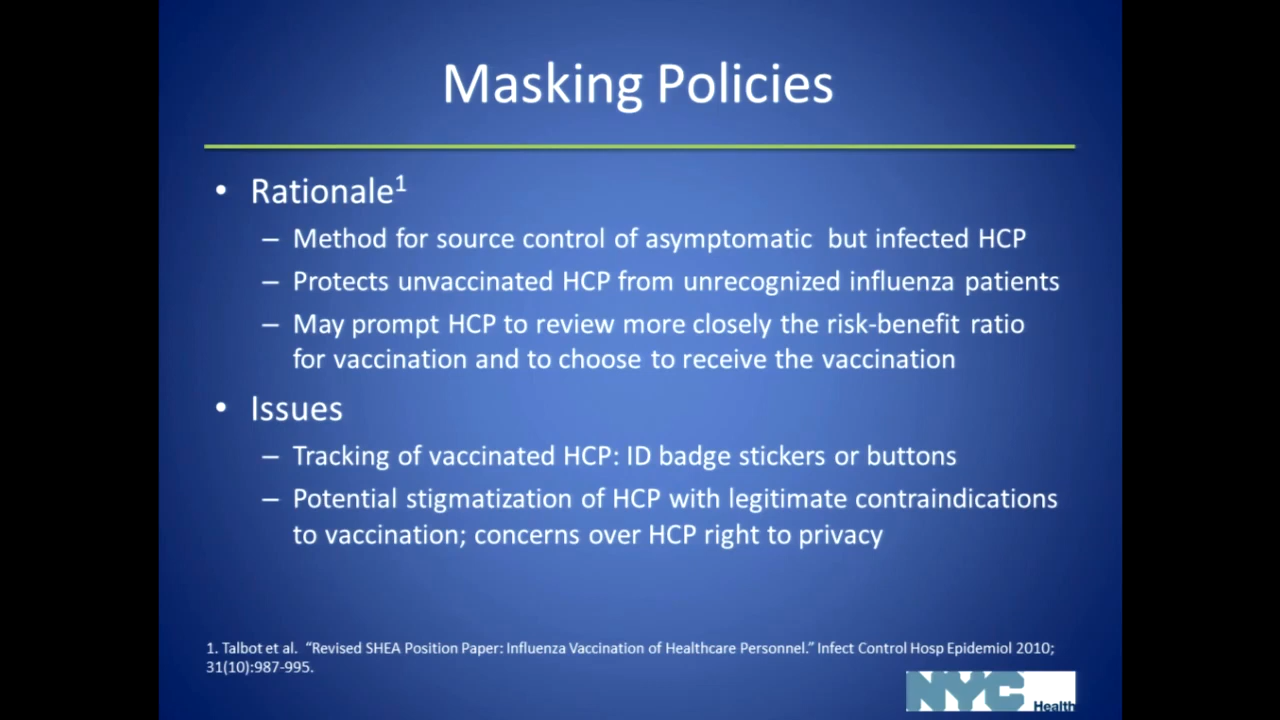 Masking Policies
• Rationale¹
– Method for source control of asymptomatic but infected HCP
– Protects unvaccinated HCP from unrecognized influenza patients
– May prompt HCP to review more closely the risk-benefit ratio
for vaccination and to choose to receive the vaccination
• Issues
– Tracking of vaccinated HCP: ID badge stickers or buttons
– Potential stigmatization of HCP with legitimate contraindications
to vaccination; concerns over HCP right to privacy
1. Talbot et al. “Revised SHEA Position Paper: Influenza Vaccination of Healthcare Personnel.” Infect Control Hosp Epidemiol 2010;
31(10):987-995.
NYC
Health